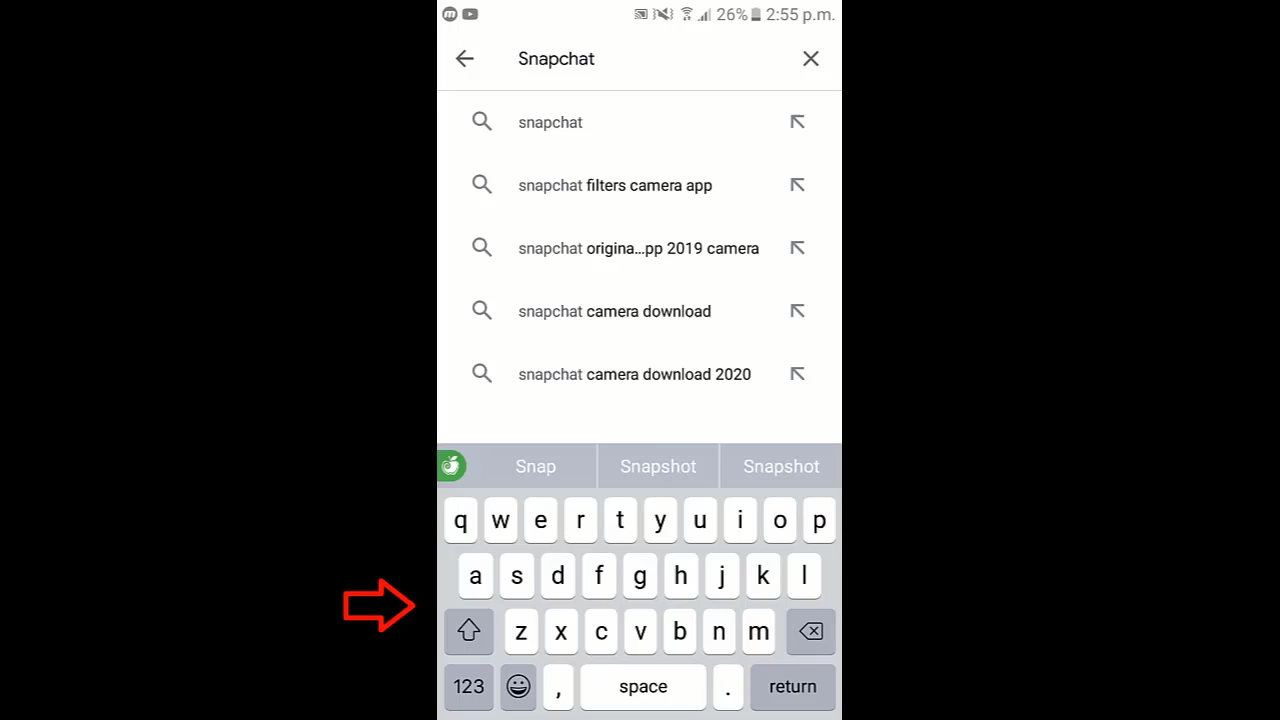 26% 2:55 p.m.
Snapchat
snapchat
snapchat filters camera app
snapchat origina...pp 2019 camera
snapchat camera download
snapchat camera download 2020
Snap Snapshot Snapshot
q w e r t y u i o p
a s d f g h j k l
z x c v b n m
123 , space . return